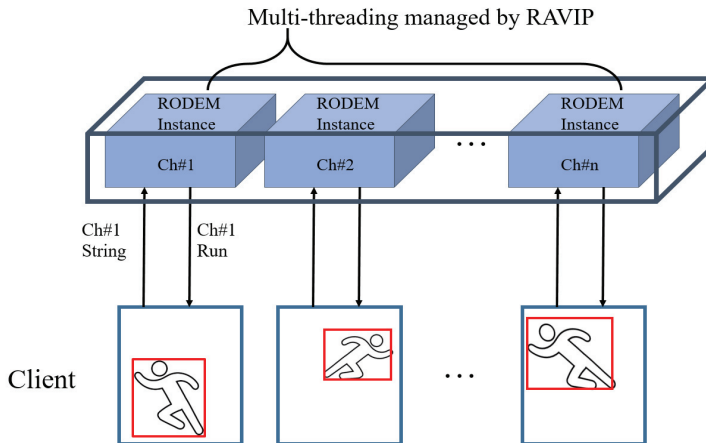 Multi-threading managed by RAVIP
RODEM
Instance
RODEM
Instance
RODEM
Instance
Ch#1
Ch#2
...
Ch#n
Ch#1
String
Ch#1
Run
Client
...